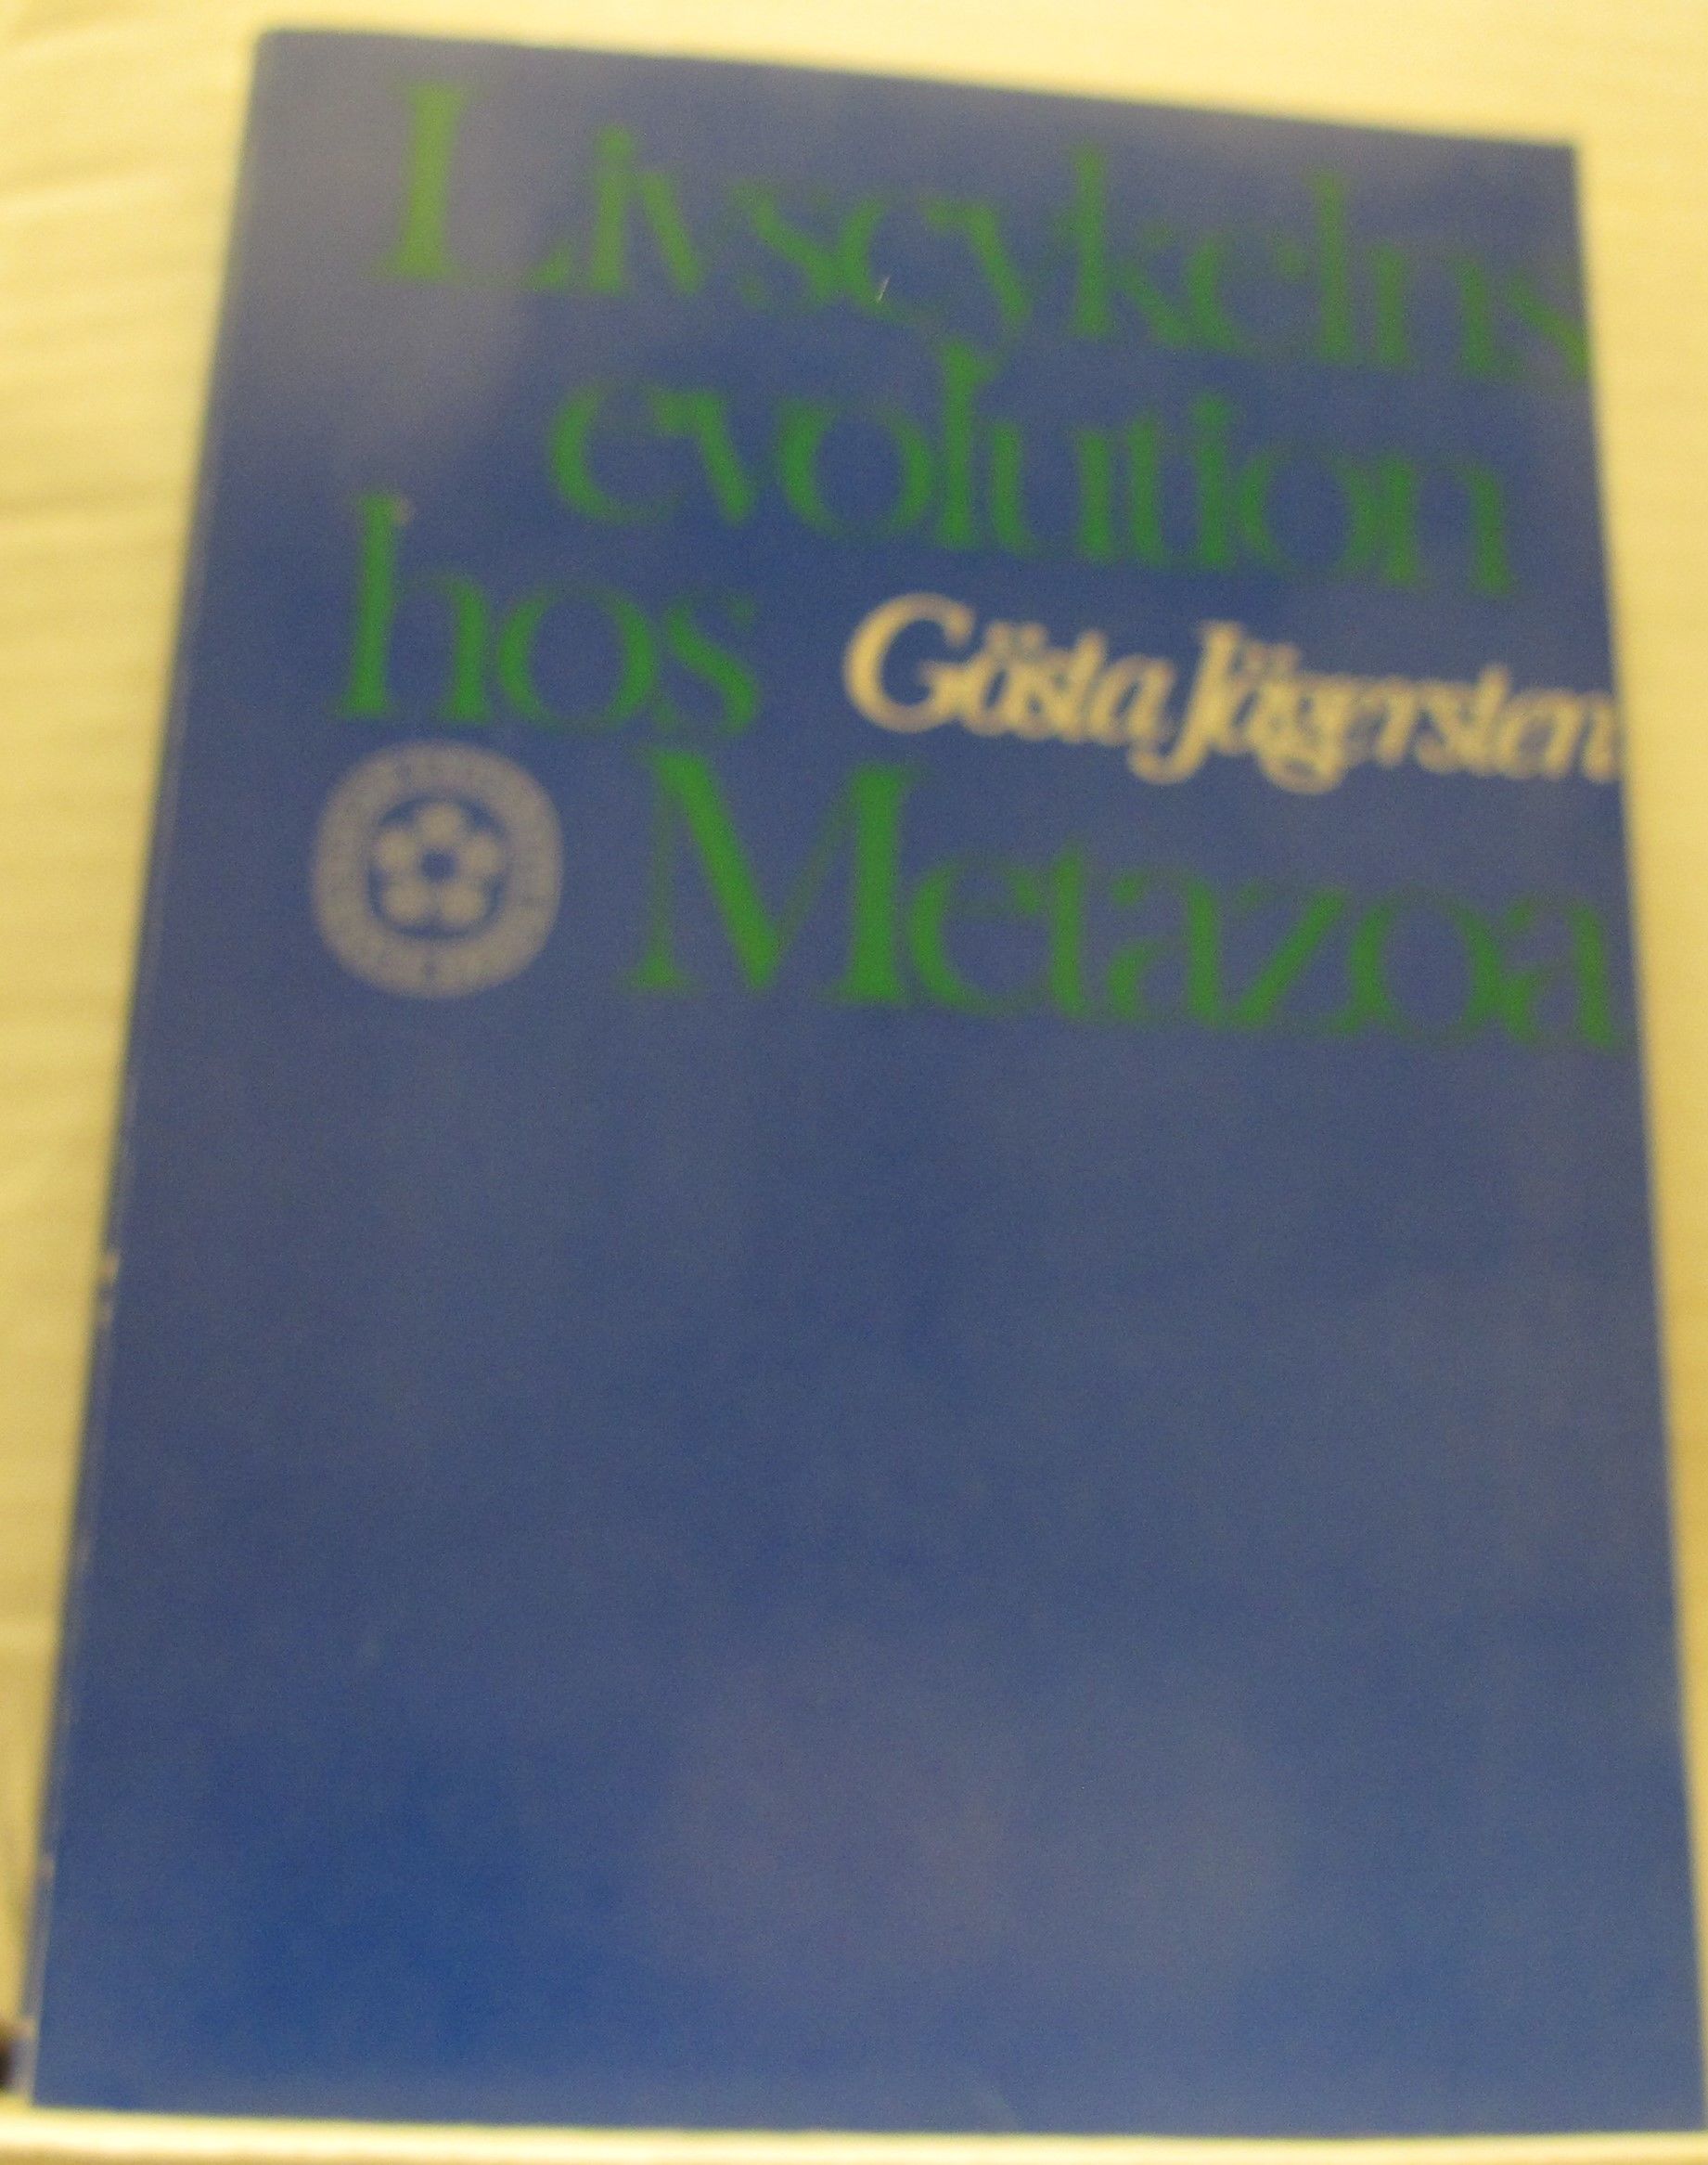 Livscykelns
evolution
hos
Gösta Jägersten
Metazoa